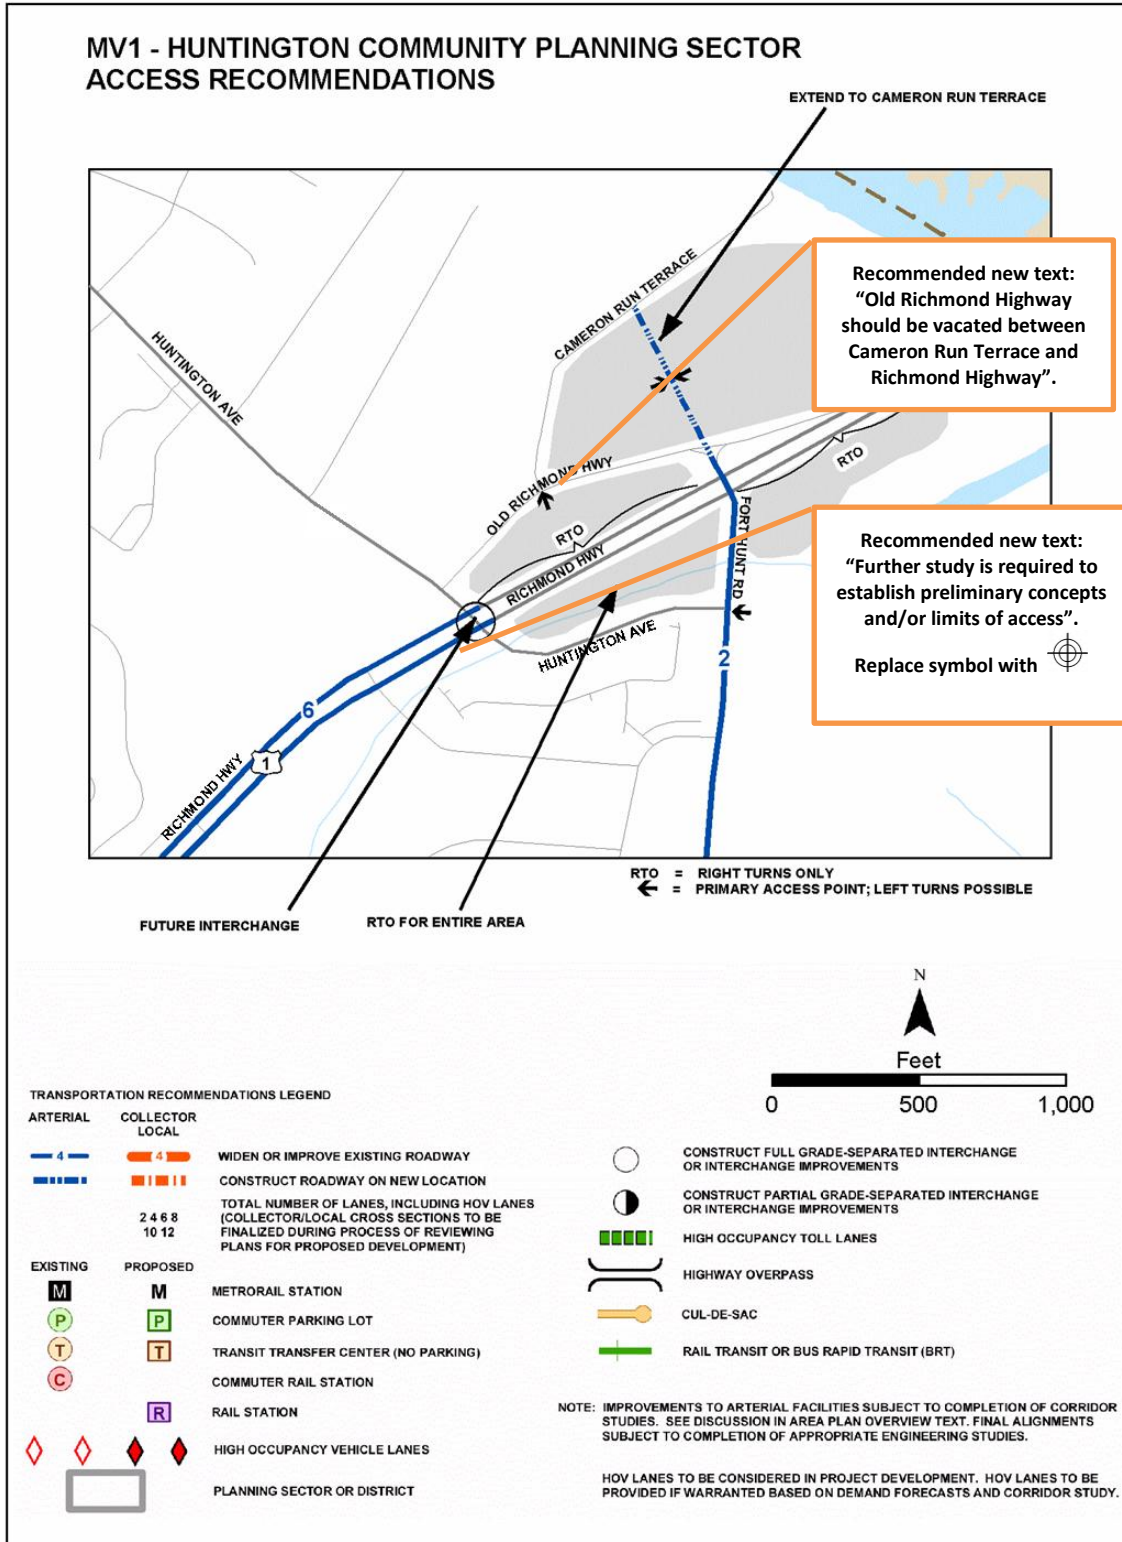 MV1 - HUNTINGTON COMMUNITY PLANNING SECTOR
ACCESS RECOMMENDATIONS
EXTEND TO CAMERON RUN TERRACE
CAMERON RUN TERRACE
HUNTINGTON AVE
Recommended new text:
“Old Richmond Highway
should be vacated between
Cameron Run Terrace and
Richmond Highway”.
OLD RICHMOND HWY
RTO
RTO
RICHMOND HWY
FORT HUNT RD
HUNTINGTON AVE
Recommended new text:
“Further study is required to
establish preliminary concepts
and/or limits of access”.
Replace symbol with
2
6
1
RICHMOND HWY
RTO = RIGHT TURNS ONLY
= PRIMARY ACCESS POINT; LEFT TURNS POSSIBLE
FUTURE INTERCHANGE
RTO FOR ENTIRE AREA
N
Feet
0 500 1,000
TRANSPORTATION RECOMMENDATIONS LEGEND
ARTERIAL COLLECTOR
LOCAL
4 4 WIDEN OR IMPROVE EXISTING ROADWAY
CONSTRUCT ROADWAY ON NEW LOCATION
2 4 6 8
10 12
TOTAL NUMBER OF LANES, INCLUDING HOV LANES
(COLLECTOR/LOCAL CROSS SECTIONS TO BE
FINALIZED DURING PROCESS OF REVIEWING
PLANS FOR PROPOSED DEVELOPMENT)
EXISTING PROPOSED
M M METRORAIL STATION
P P COMMUTER PARKING LOT
T T TRANSIT TRANSFER CENTER (NO PARKING)
C COMMUTER RAIL STATION
R RAIL STATION
HIGH OCCUPANCY VEHICLE LANES
PLANNING SECTOR OR DISTRICT
CONSTRUCT FULL GRADE-SEPARATED INTERCHANGE
OR INTERCHANGE IMPROVEMENTS
CONSTRUCT PARTIAL GRADE-SEPARATED INTERCHANGE
OR INTERCHANGE IMPROVEMENTS
HIGH OCCUPANCY TOLL LANES
HIGHWAY OVERPASS
CUL-DE-SAC
RAIL TRANSIT OR BUS RAPID TRANSIT (BRT)
NOTE: IMPROVEMENTS TO ARTERIAL FACILITIES SUBJECT TO COMPLETION OF CORRIDOR
STUDIES. SEE DISCUSSION IN AREA PLAN OVERVIEW TEXT. FINAL ALIGNMENTS
SUBJECT TO COMPLETION OF APPROPRIATE ENGINEERING STUDIES.
HOV LANES TO BE CONSIDERED IN PROJECT DEVELOPMENT. HOV LANES TO BE
PROVIDED IF WARRANTED BASED ON DEMAND FORECASTS AND CORRIDOR STUDY.